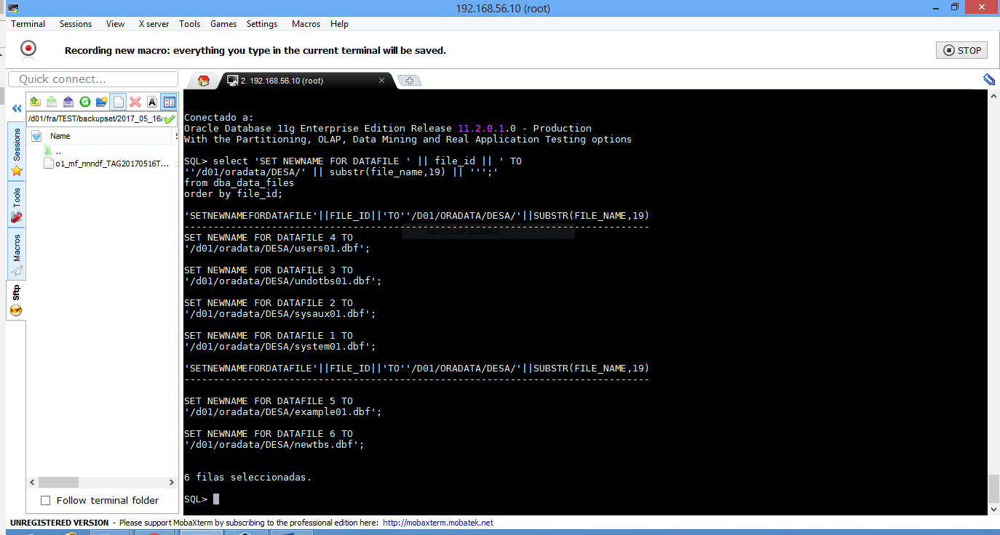 192.168.56.10 (root)
Terminal Sessions View X server Tools Games Settings Macros Help
Recording new macro: everything you type in the current terminal will be saved.
STOP
Quick connect...
2. 192.168.56.10 (root)
/d01/fra/TEST/backupset/2017_05_16/
Name
..
o1_mf_nnndf_TAG20170516T...
Sessions
Tools
Macros
Sftp
Conectado a:
Oracle Database 11g Enterprise Edition Release 11.2.0.1.0 - Production
With the Partitioning, OLAP, Data Mining and Real Application Testing options
SQL> select 'SET NEWNAME FOR DATAFILE ' || file_id || ' TO
''/d01/oradata/DESA/' || substr(file_name,19) || ''';'
from dba_data_files
order by file_id;
'SETNEWNAMEFORDATAFILE'||FILE_ID||'TO''/D01/ORADATA/DESA/'||SUBSTR(FILE_NAME,19)
--------------------------------------------------------------------------------
SET NEWNAME FOR DATAFILE 4 TO
'/d01/oradata/DESA/users01.dbf';
SET NEWNAME FOR DATAFILE 3 TO
'/d01/oradata/DESA/undotbs01.dbf';
SET NEWNAME FOR DATAFILE 2 TO
'/d01/oradata/DESA/sysaux01.dbf';
SET NEWNAME FOR DATAFILE 1 TO
'/d01/oradata/DESA/system01.dbf';
'SETNEWNAMEFORDATAFILE'||FILE_ID||'TO''/D01/ORADATA/DESA/'||SUBSTR(FILE_NAME,19)
--------------------------------------------------------------------------------
SET NEWNAME FOR DATAFILE 5 TO
'/d01/oradata/DESA/example01.dbf';
SET NEWNAME FOR DATAFILE 6 TO
'/d01/oradata/DESA/newtbs.dbf';
6 filas seleccionadas.
SQL>
Follow terminal folder
UNREGISTERED VERSION - Please support MobaXterm by subscribing to the professional edition here: http://mobaxterm.mobatek.net